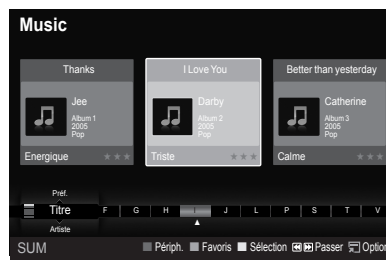 Music
Thanks
Jee
Album 1
2005
Pop
Energique
I Love You
Darby
Album 2
2005
Pop
Triste
Better than yesterday
Catherine
Album 3
2005
Pop
Calme
Préf.
Titre F G H I J L P S T V
Artiste
SUM Périph. Favoris Sélection Passer Option